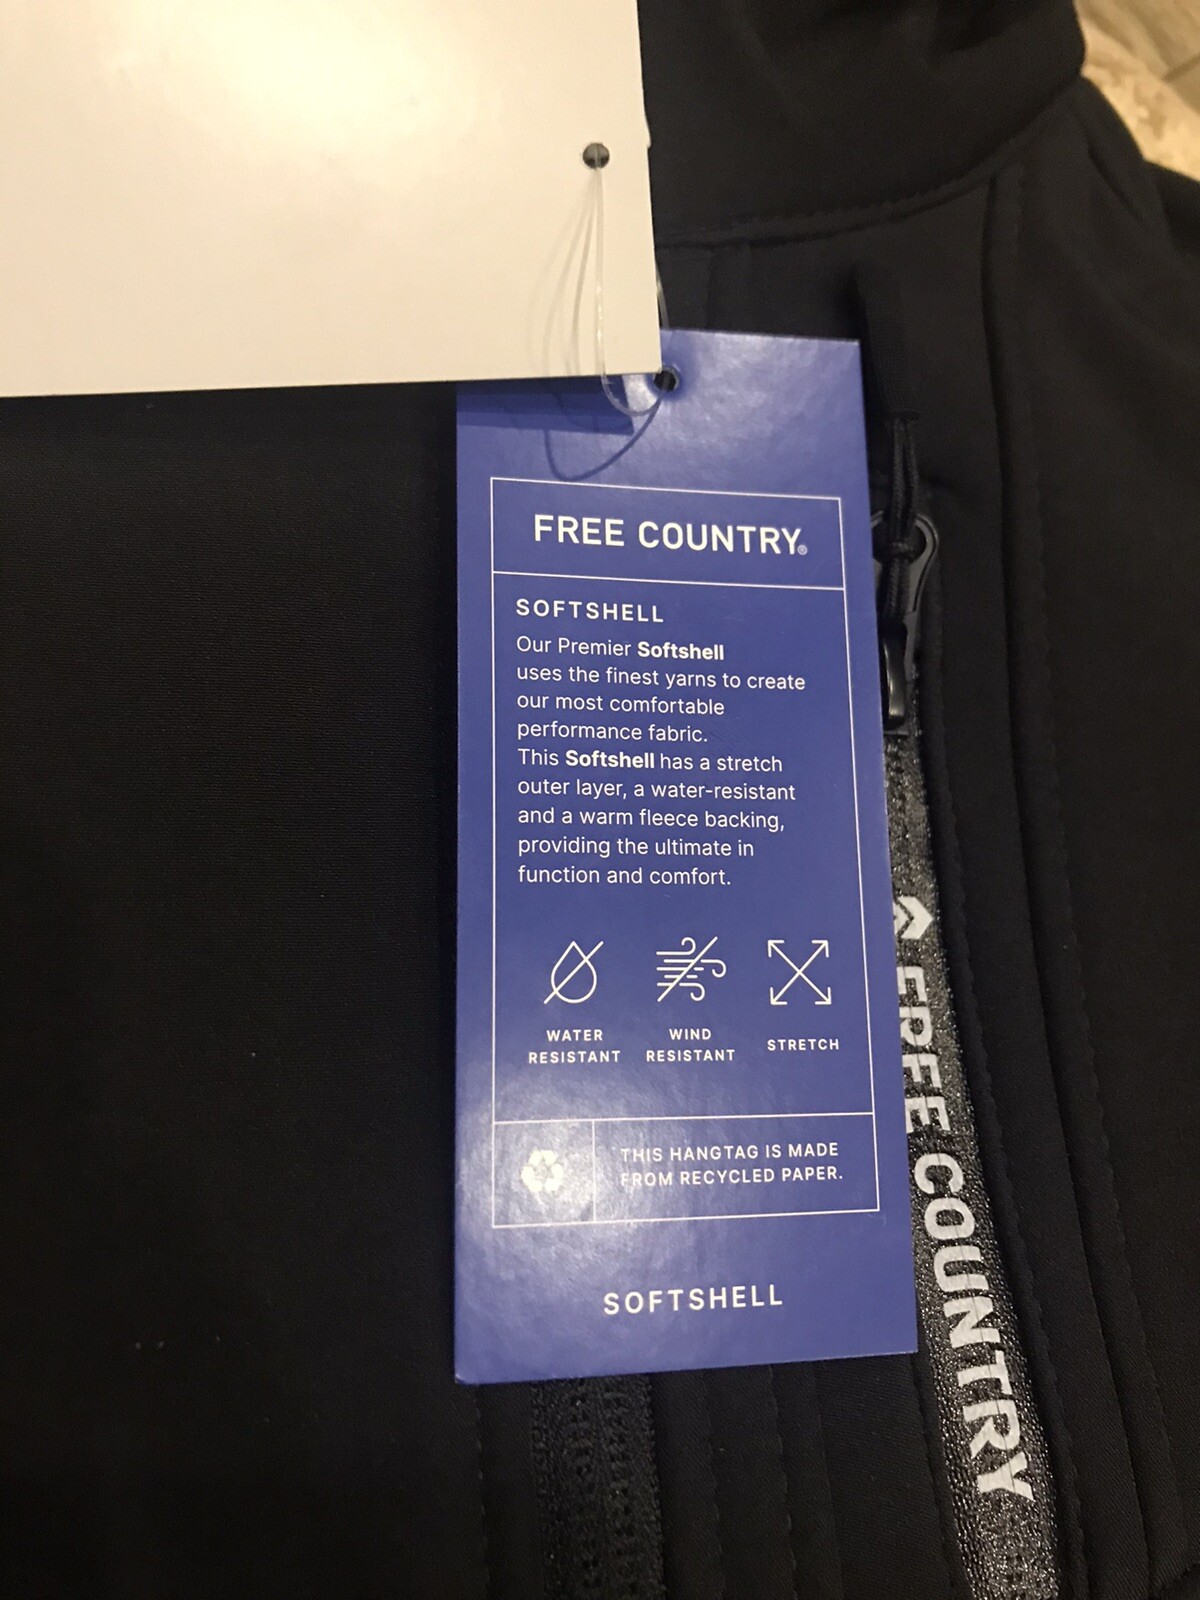 FREE COUNTRY®
SOFTSHELL
Our Premier Softshell
uses the finest yarns to create
our most comfortable
performance fabric.
This Softshell has a stretch
outer layer, a water-resistant
and a warm fleece backing,
providing the ultimate in
function and comfort.
WATER
RESISTANT
WIND
RESISTANT
STRETCH
THIS HANGTAG IS MADE
FROM RECYCLED PAPER.
SOFTSHELL
FREE COUNTRY